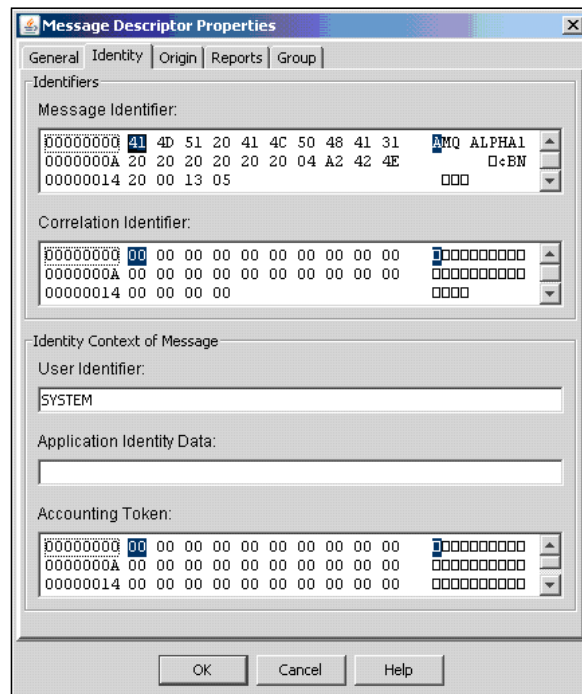 Message Descriptor Properties
General Identity Origin Reports Group
Identifiers
Message Identifier:
00000000 41 4D 51 20 41 4C 50 48 41 31 AMQ ALPHA1
0000000A 20 20 20 20 20 20 04 A2 42 4E □¢BN
00000014 20 00 13 05 □□□
Correlation Identifier:
00000000 00 00 00 00 00 00 00 00 00 00 □□□□□□□□□□
0000000A 00 00 00 00 00 00 00 00 00 00 □□□□□□□□□□
00000014 00 00 00 00 □□□□
Identity Context of Message
User Identifier:
SYSTEM
Application Identity Data:
Accounting Token:
00000000 00 00 00 00 00 00 00 00 00 00 □□□□□□□□□□
0000000A 00 00 00 00 00 00 00 00 00 00 □□□□□□□□□□
00000014 00 00 00 00 00 00 00 00 00 00 □□□□□□□□□□
OK Cancel Help